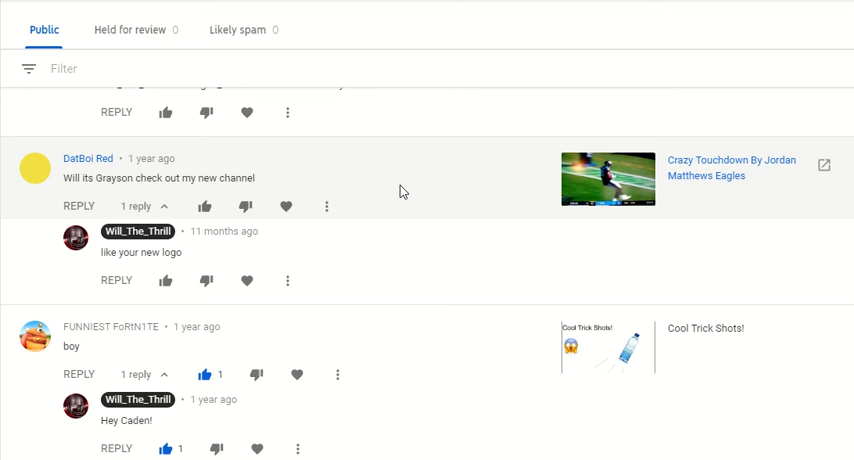 Public
Held for review 0
Likely spam 0
Filter
REPLY
DatBoi Red • 1 year ago
Will its Grayson check out my new channel
Crazy Touchdown By Jordan
Matthews Eagles
REPLY 1 reply
Will_The_Thrill • 11 months ago
like your new logo
REPLY
FUNNIEST FoRtN1TE • 1 year ago
boy
Cool Trick Shots!
Cool Trick Shots!
REPLY 1 reply 1
Will_The_Thrill • 1 year ago
Hey Caden!
REPLY 1